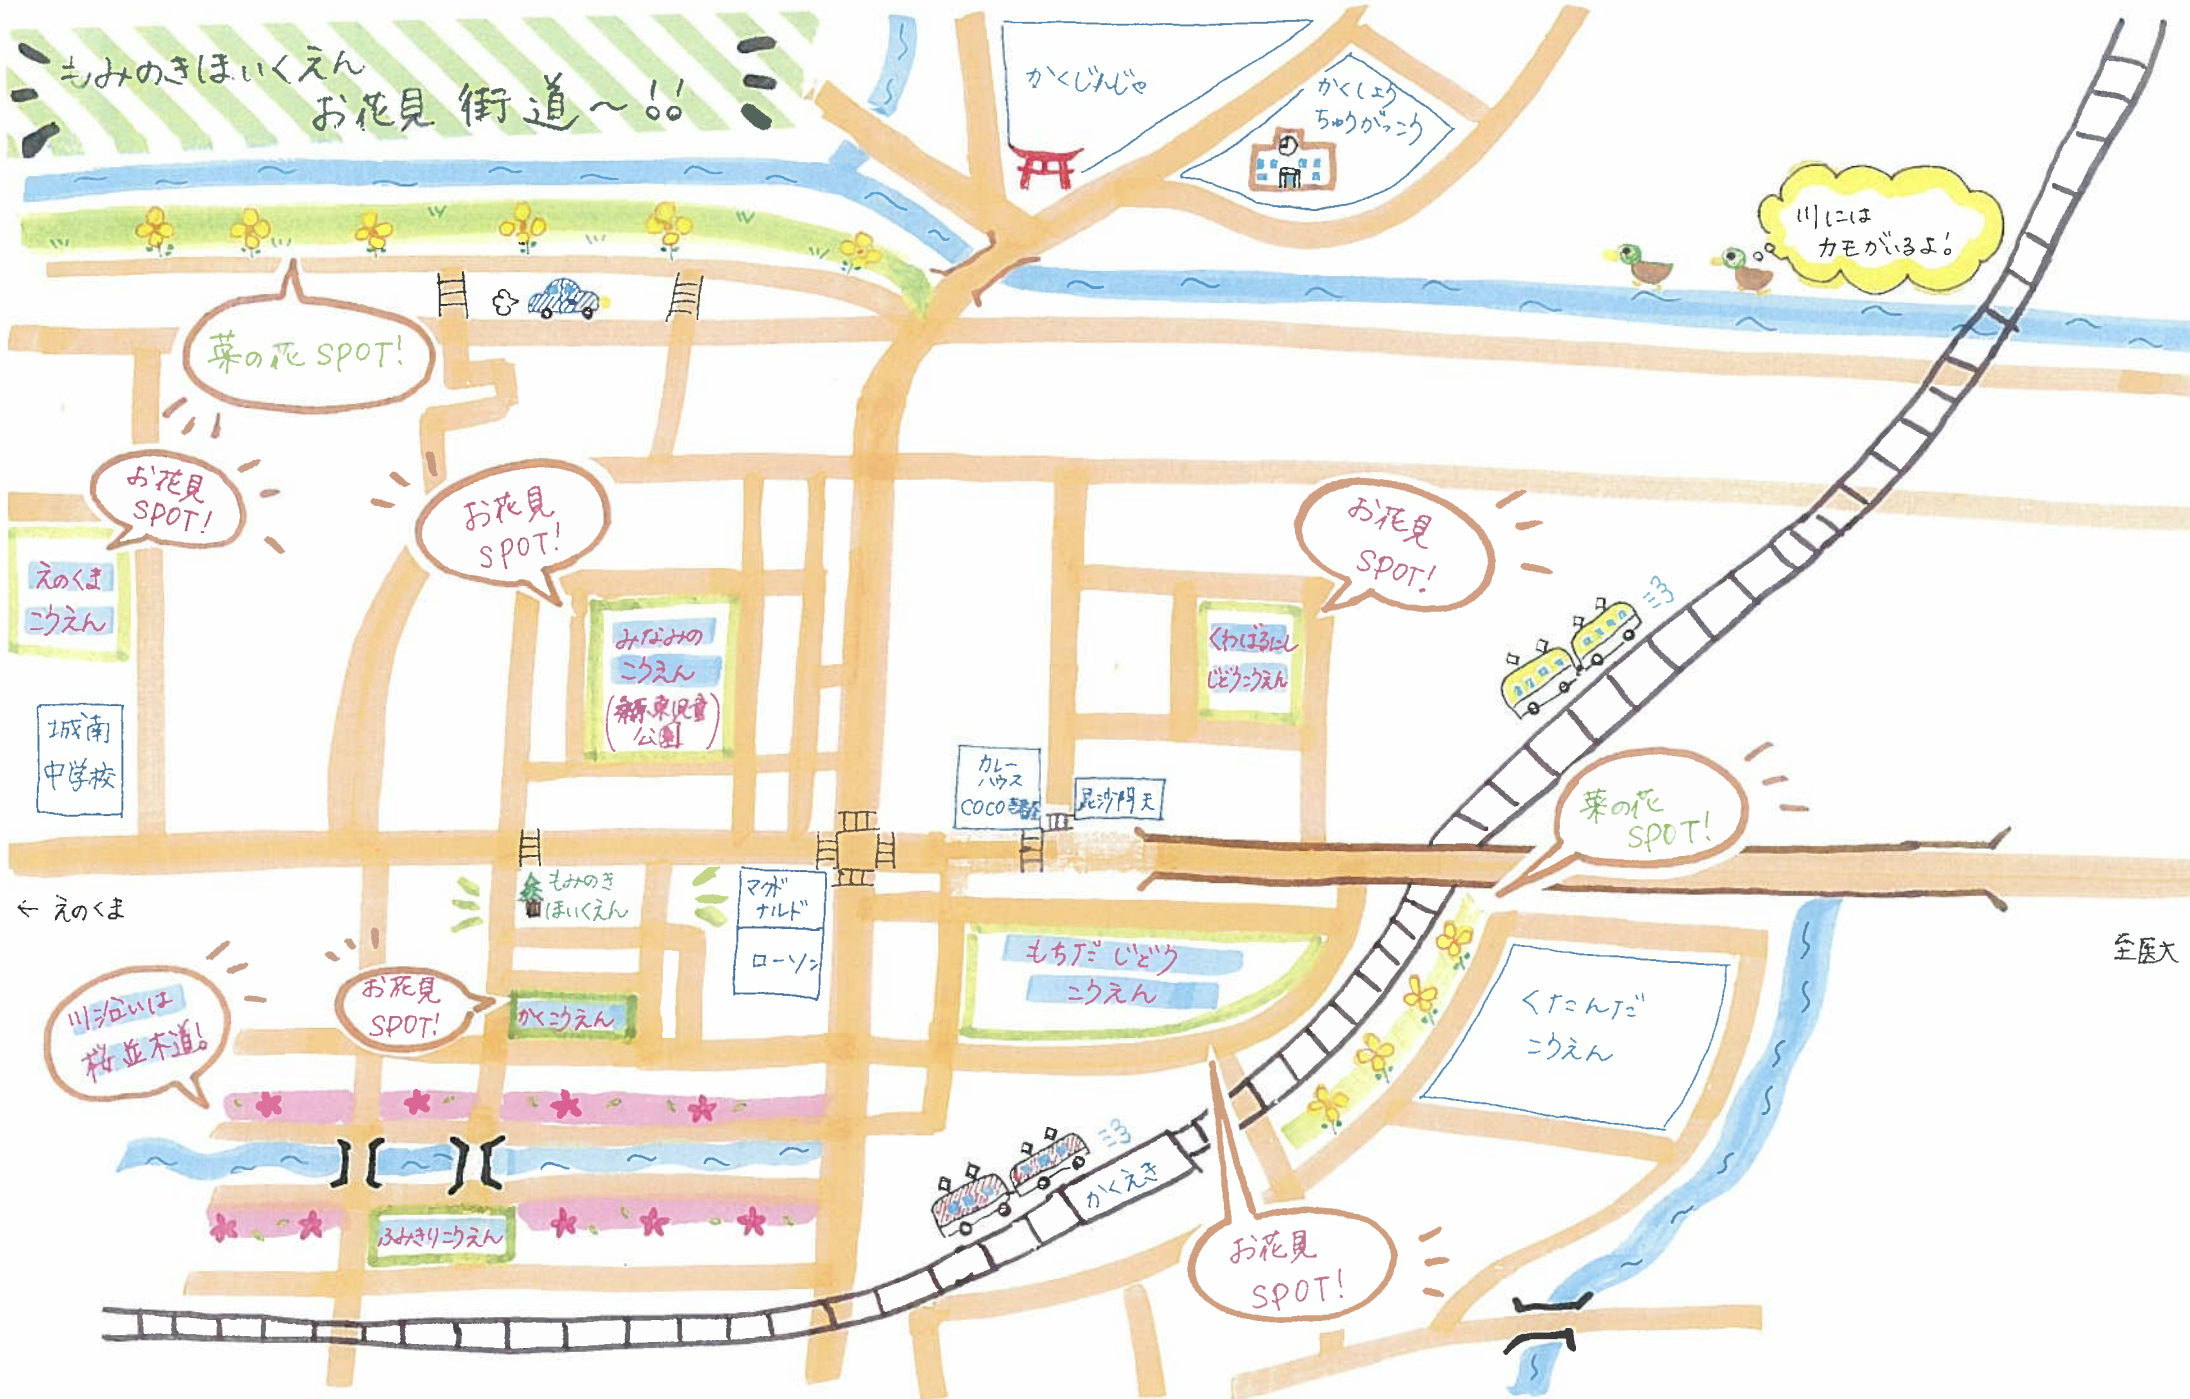 もみのきほいくえん
お花見 街道～!!
かくじんじゃ
かくしょう
ちゅうがっこう
川には
カモがいるよ!
菜の花 SPOT!
お花見
SPOT!
お花見
SPOT!
お花見
SPOT!
えのくま
こうえん
みなみの
こうえん
(桑原東児童
公園)
くわばるにし
じどうこうえん
城南
中学校
カレー
ハウス
COCO壱番屋
毘沙門天
菜の花
SPOT!
もみのき
ほいくえん
マクド
ナルド
ローソン
← えのくま
至医大
もちだ じどう
こうえん
くたんだ
こうえん
川沿いは
桜並木道!
お花見
SPOT!
かくこうえん
ふみきりこうえん
かくえき
お花見
SPOT!